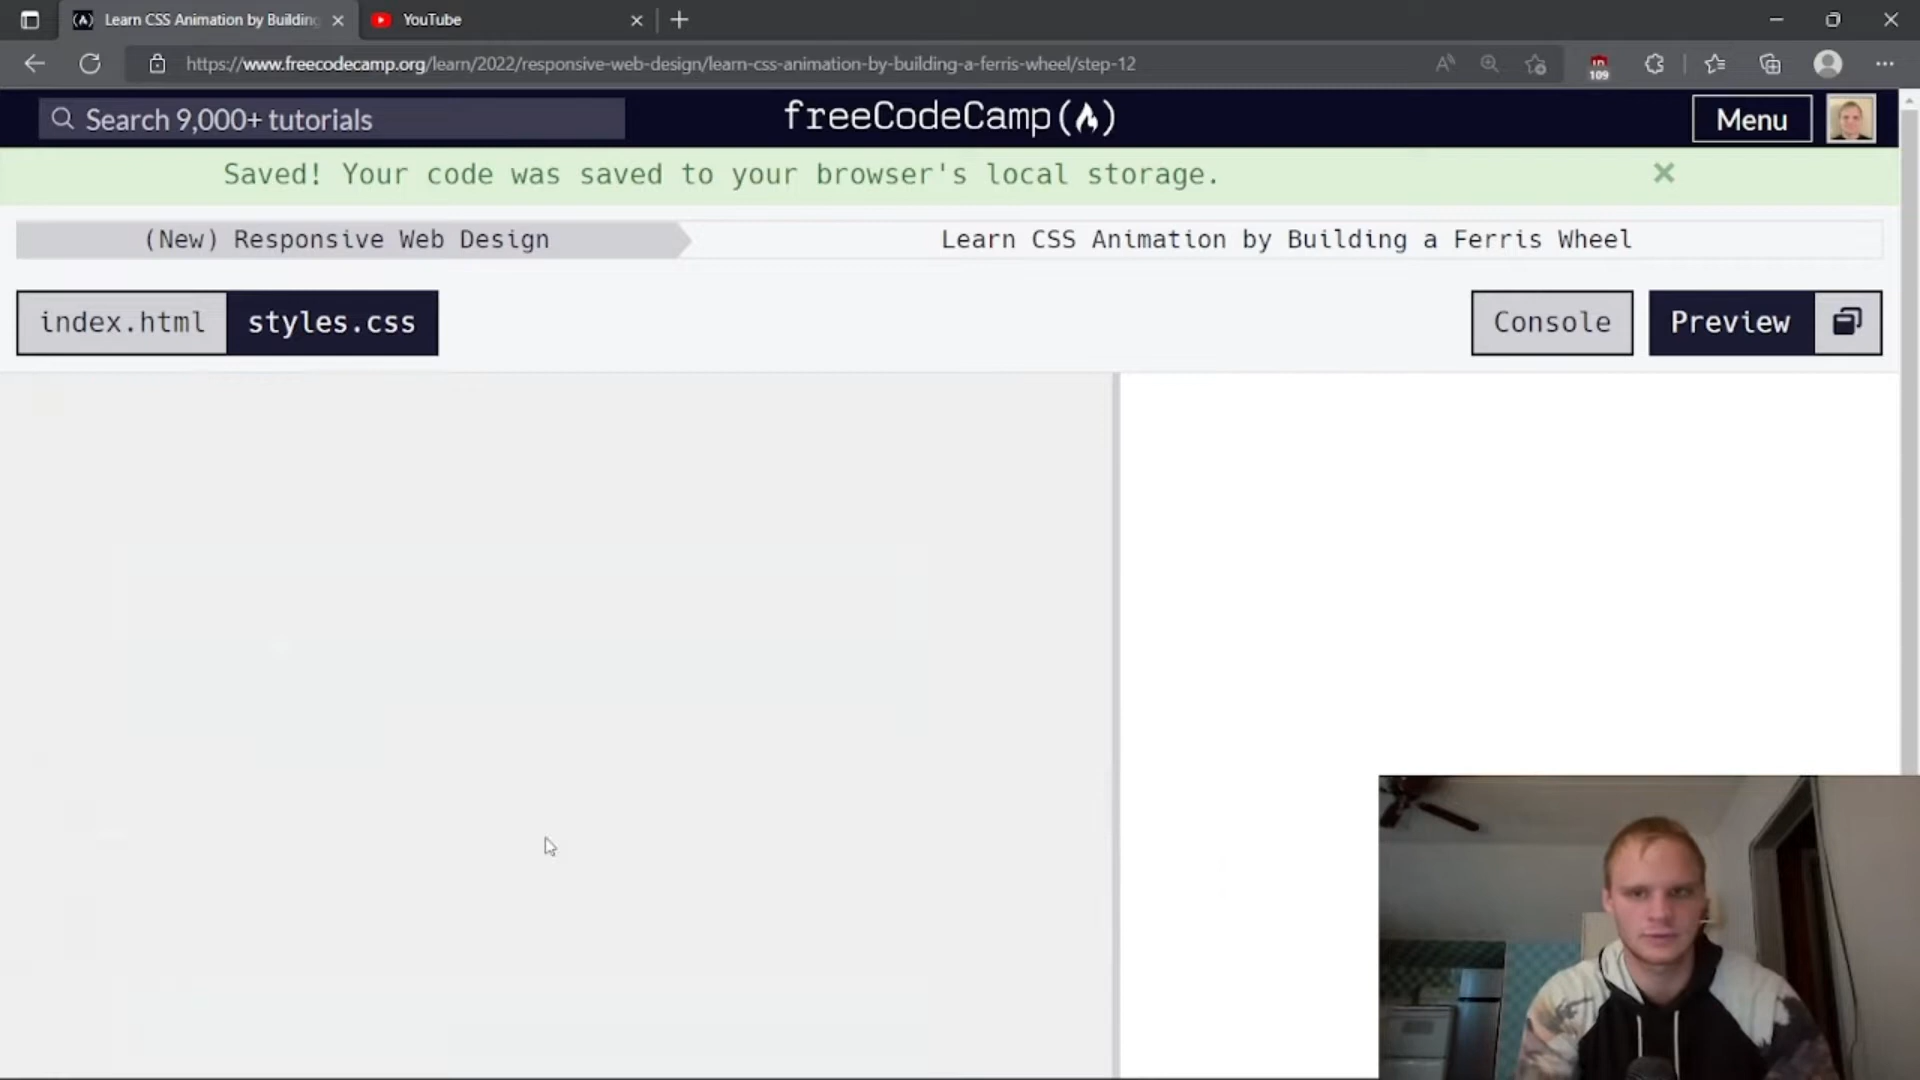 Learn CSS Animation by Building
YouTube
https://www.freecodecamp.org/learn/2022/responsive-web-design/learn-css-animation-by-building-a-ferris-wheel/step-12
109
Search 9,000+ tutorials
freeCodeCamp(🔥)
Menu
Saved! Your code was saved to your browser's local storage.
(New) Responsive Web Design
Learn CSS Animation by Building a Ferris Wheel
index.html
styles.css
Console
Preview